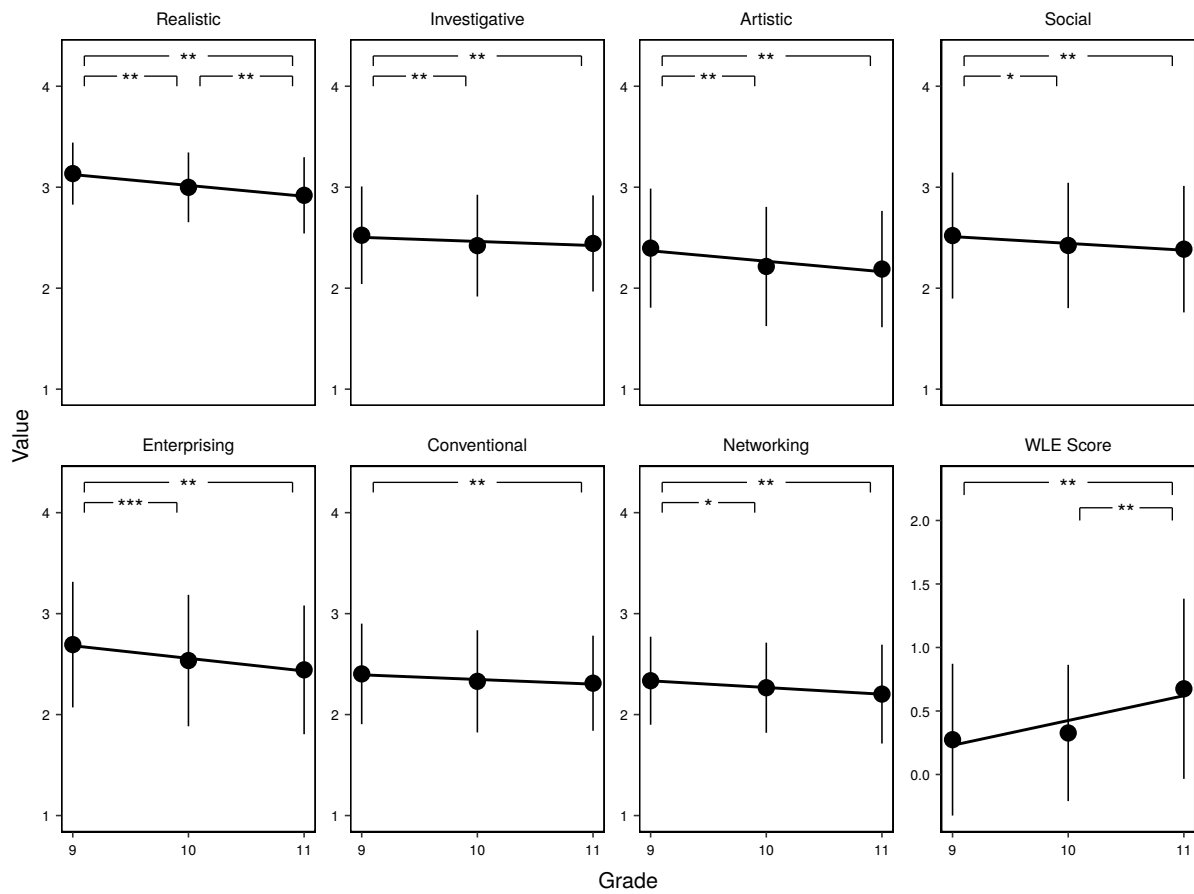 Realistic Investigative Artistic Social
** ** ** **
** ** ** ** *
4 4 4 4
3 3 3 3
2 2 2 2
1 1 1 1
Value
Enterprising Conventional Networking WLE Score
** ** ** **
*** * **
4 4 4 2.0
3 3 3 1.5
1.0
2 2 2 0.5
0.0
1 1 1
9 10 11 9 10 11 9 10 11 9 10 11
Grade